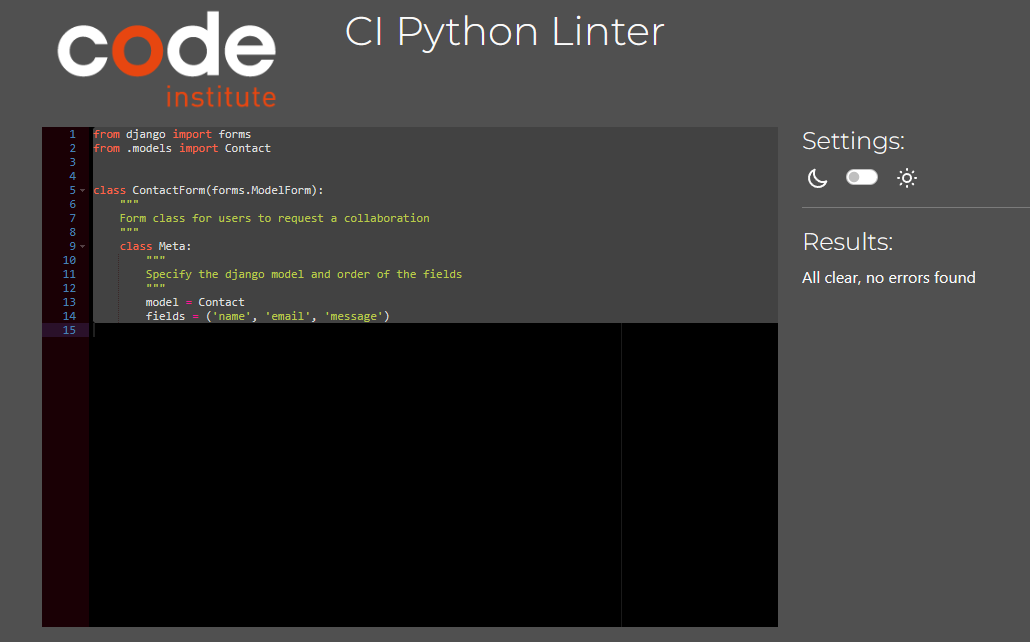 code
institute
CI Python Linter
1 from django import forms
2 from .models import Contact
3
4
5 class ContactForm(forms.ModelForm):
6     """
7     Form class for users to request a collaboration
8     """
9     class Meta:
10         """
11         Specify the django model and order of the fields
12         """
13         model = Contact
14         fields = ('name', 'email', 'message')
15
Settings:
Results:
All clear, no errors found